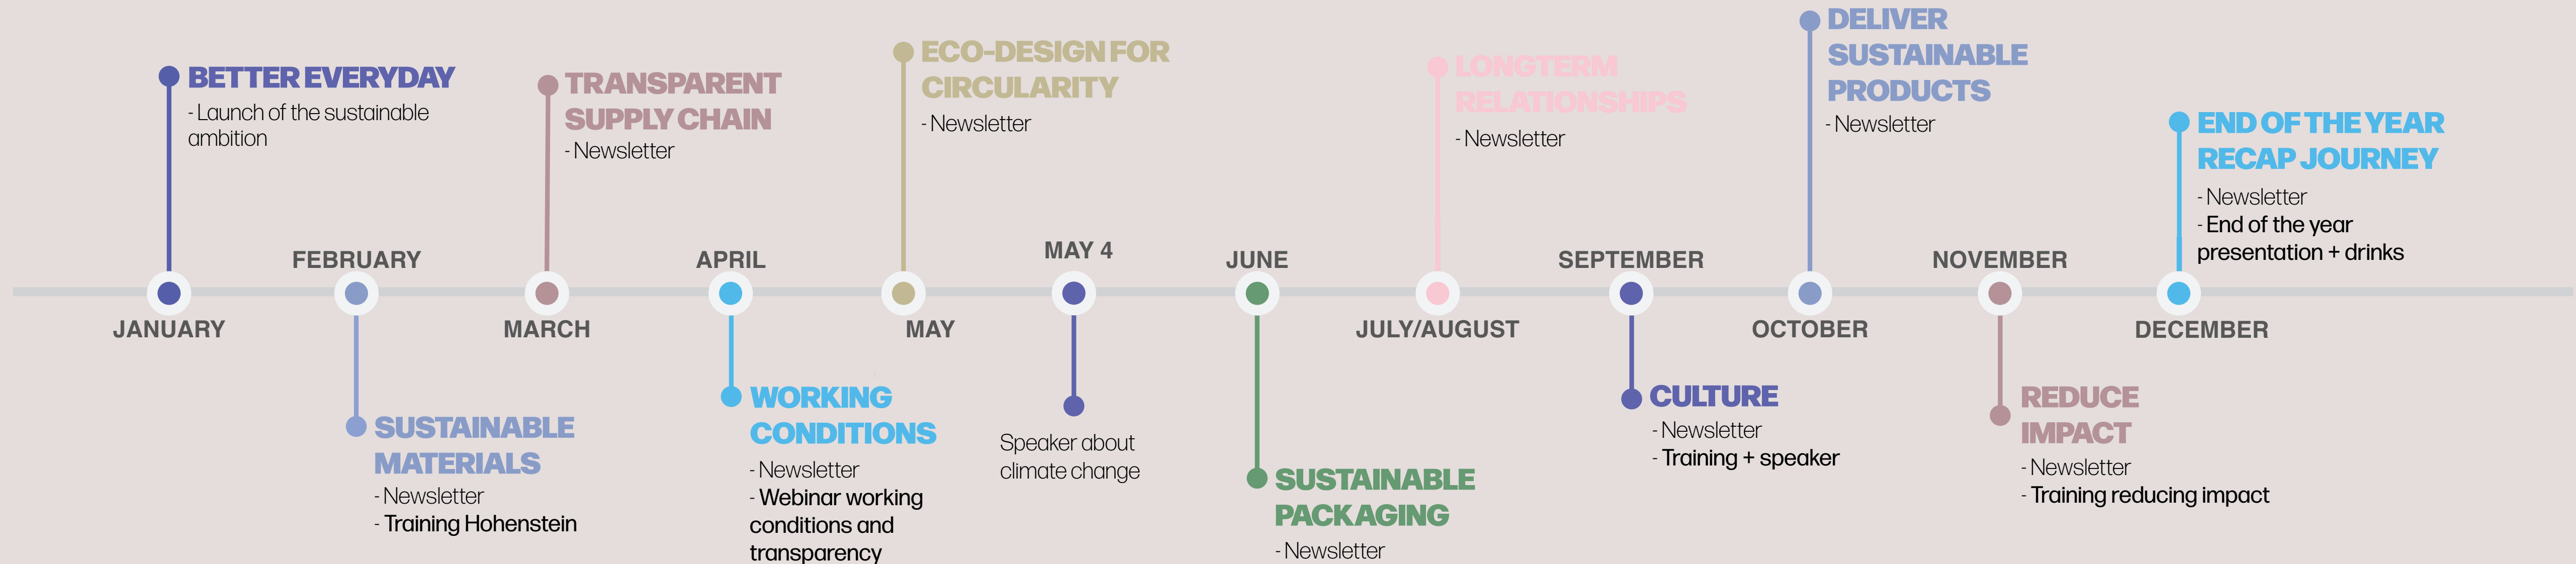 BETTER EVERYDAY
- Launch of the sustainable
ambition
JANUARY
FEBRUARY
SUSTAINABLE
MATERIALS
- Newsletter
- Training Hohenstein
TRANSPARENT
SUPPLY CHAIN
- Newsletter
MARCH
APRIL
WORKING
CONDITIONS
- Newsletter
- Webinar working
conditions and
transparency
ECO-DESIGN FOR
CIRCULARITY
- Newsletter
MAY
MAY 4
Speaker about
climate change
JUNE
SUSTAINABLE
PACKAGING
- Newsletter
LONGTERM
RELATIONSHIPS
- Newsletter
JULY/AUGUST
SEPTEMBER
CULTURE
- Newsletter
- Training + speaker
DELIVER
SUSTAINABLE
PRODUCTS
- Newsletter
OCTOBER
NOVEMBER
REDUCE
IMPACT
- Newsletter
- Training reducing impact
END OF THE YEAR
RECAP JOURNEY
- Newsletter
- End of the year
presentation + drinks
DECEMBER